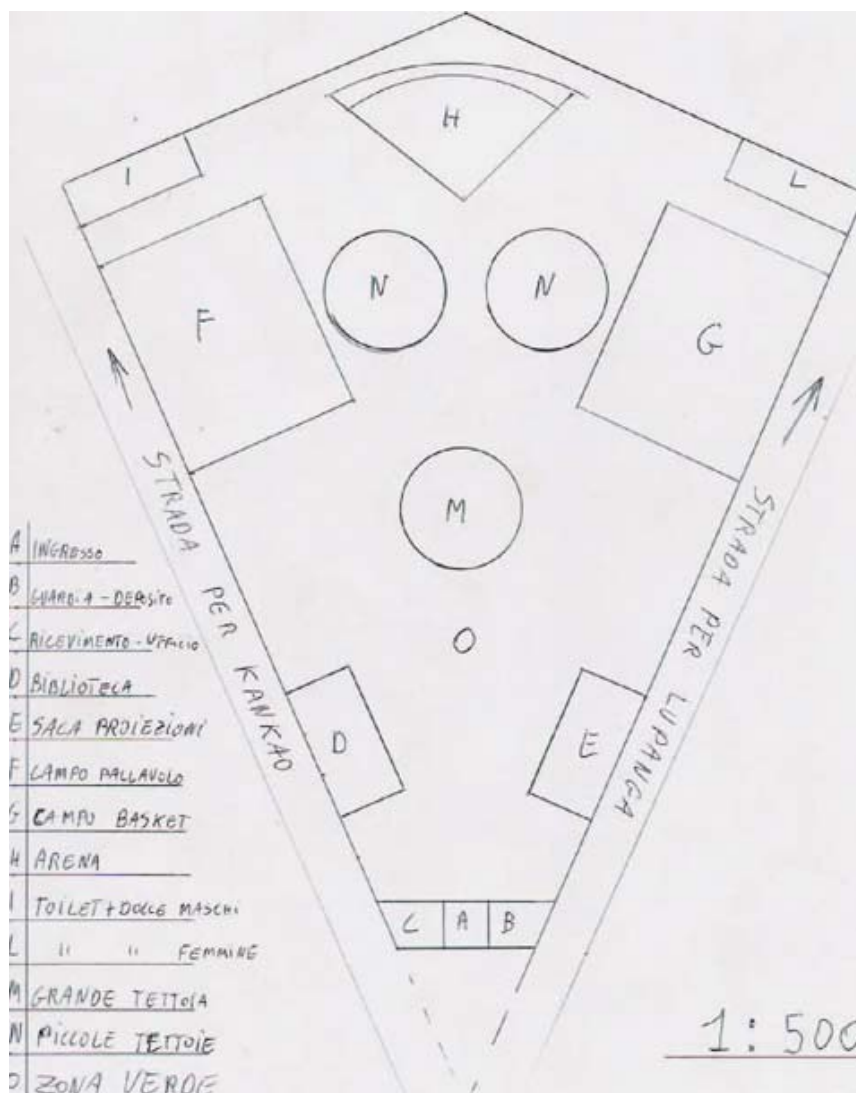 H
I
L
N
N
F
G
M
STRADA PER KANKAO
STRADA PER LUPANGA
O
D
E
C A B
A INGRESSO
B GUARDIA - DEPOSITO
C RICEVIMENTO - UFFICIO
D BIBLIOTECA
E SALA PROIEZIONI
F CAMPO PALLAVOLO
G CAMPO BASKET
H ARENA
I TOILET + DOCCE MASCHI
L " " FEMMINE
M GRANDE TETTOIA
N PICCOLE TETTOIE
O ZONA VERDE
1:500